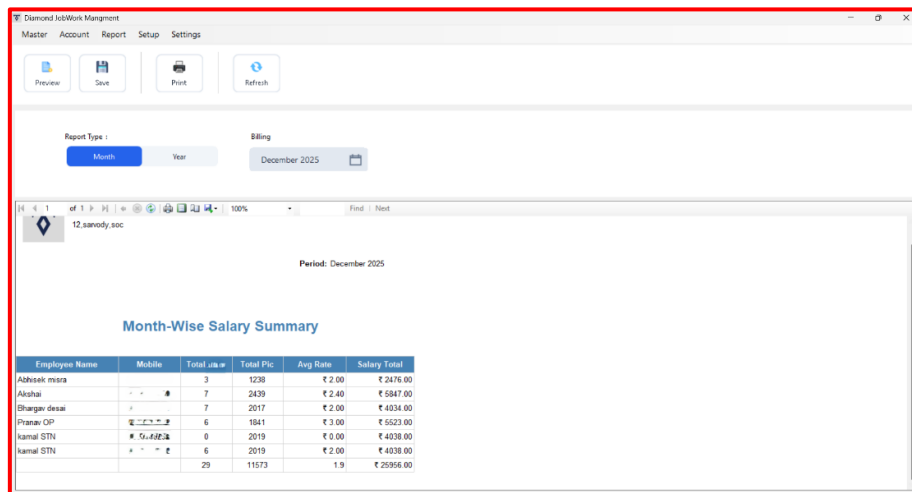 Diamond JobWork Mangment
Master Account Report Setup Settings
Preview Save Print Refresh
Report Type : Billing
Month Year December 2025
1 of 1 100% Find | Next
12_sarvody_soc
Period: December 2025
Month-Wise Salary Summary
Employee Name Mobile Total Total Pic Avg Rate Salary Total
Abhisek misra 3 1238 ₹ 2.00 ₹ 2476.00
Akshai 7 2439 ₹ 2.40 ₹ 5847.00
Bhargav desai 7 2017 ₹ 2.00 ₹ 4034.00
Pranav OP 6 1841 ₹ 3.00 ₹ 5523.00
kamal STN 0 2019 ₹ 0.00 ₹ 4038.00
kamal STN 6 2019 ₹ 2.00 ₹ 4038.00
29 11573 1.9 ₹ 25956.00